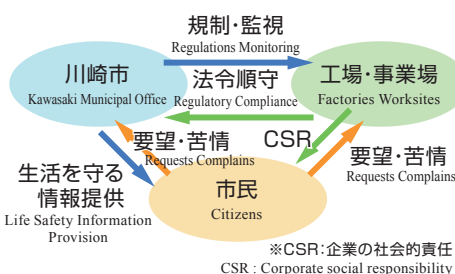 規制・監視
Regulations Monitoring
川崎市
Kawasaki Municipal Office
法令順守
Regulatory Compliance
工場・事業場
Factories Worksites
CSR
要望・苦情
Requests Complains
要望・苦情
Requests Complains
生活を守る
情報提供
Life Safety Information
Provision
市民
Citizens
※CSR:企業の社会的責任
CSR : Corporate social responsibility